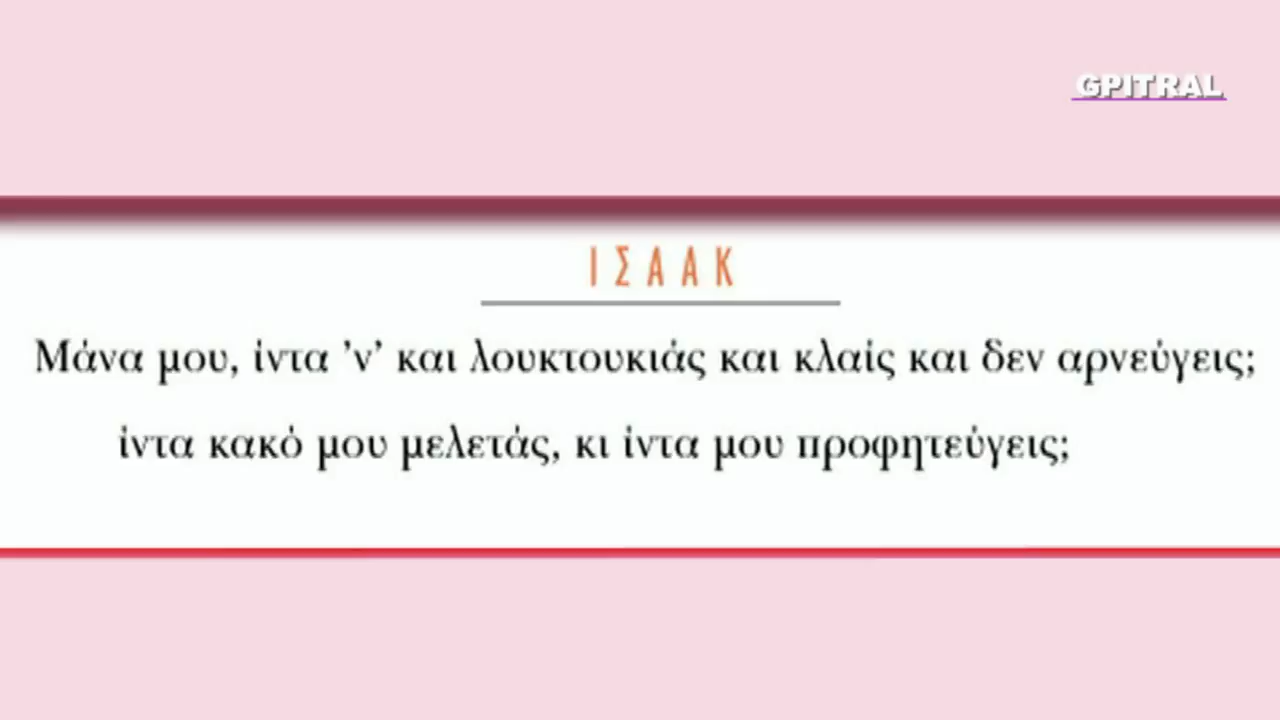 GPITRAL
ΙΣΑΑΚ
Μάνα μου, ίντα ’ν’ και λουκτουκιάς και κλαίς και δεν αρνεύγεις;
ίντα κακό μου μελετάς, κι ίντα μου προφητεύγεις;